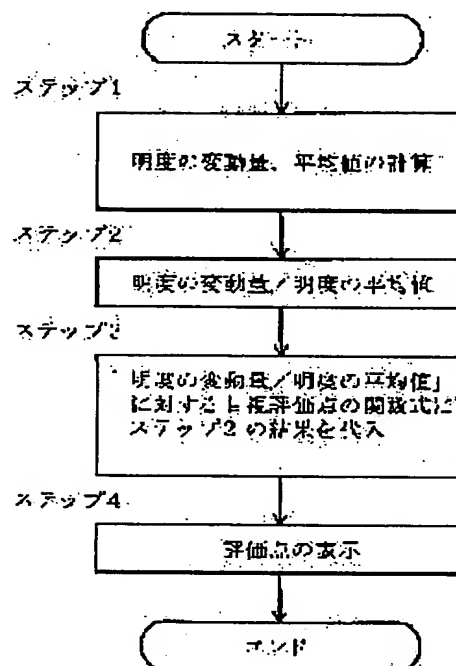 スタート
ステップ1
明度の変動量、平均値の計算
ステップ2
明度の変動量／明度の平均値
ステップ3
明度の変動量／明度の平均値」
に対する目視評価点の関数式に
ステップ2の結果を代入
ステップ4
評価点の表示
エンド